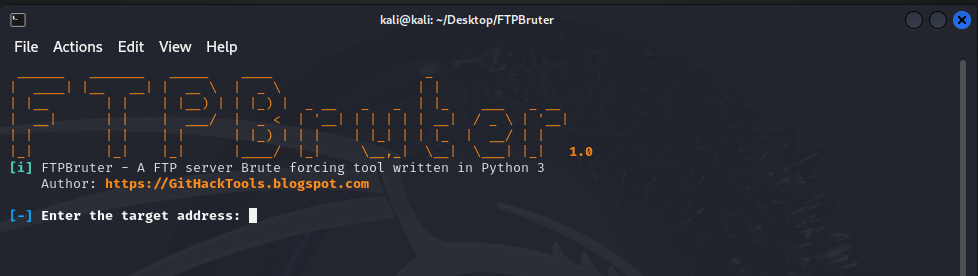 kali@kali: ~/Desktop/FTPBruter
File Actions Edit View Help
FTPBruter
1.0
[i] FTPBruter - A FTP server Brute forcing tool written in Python 3
Author: https://GitHackTools.blogspot.com
[-] Enter the target address: